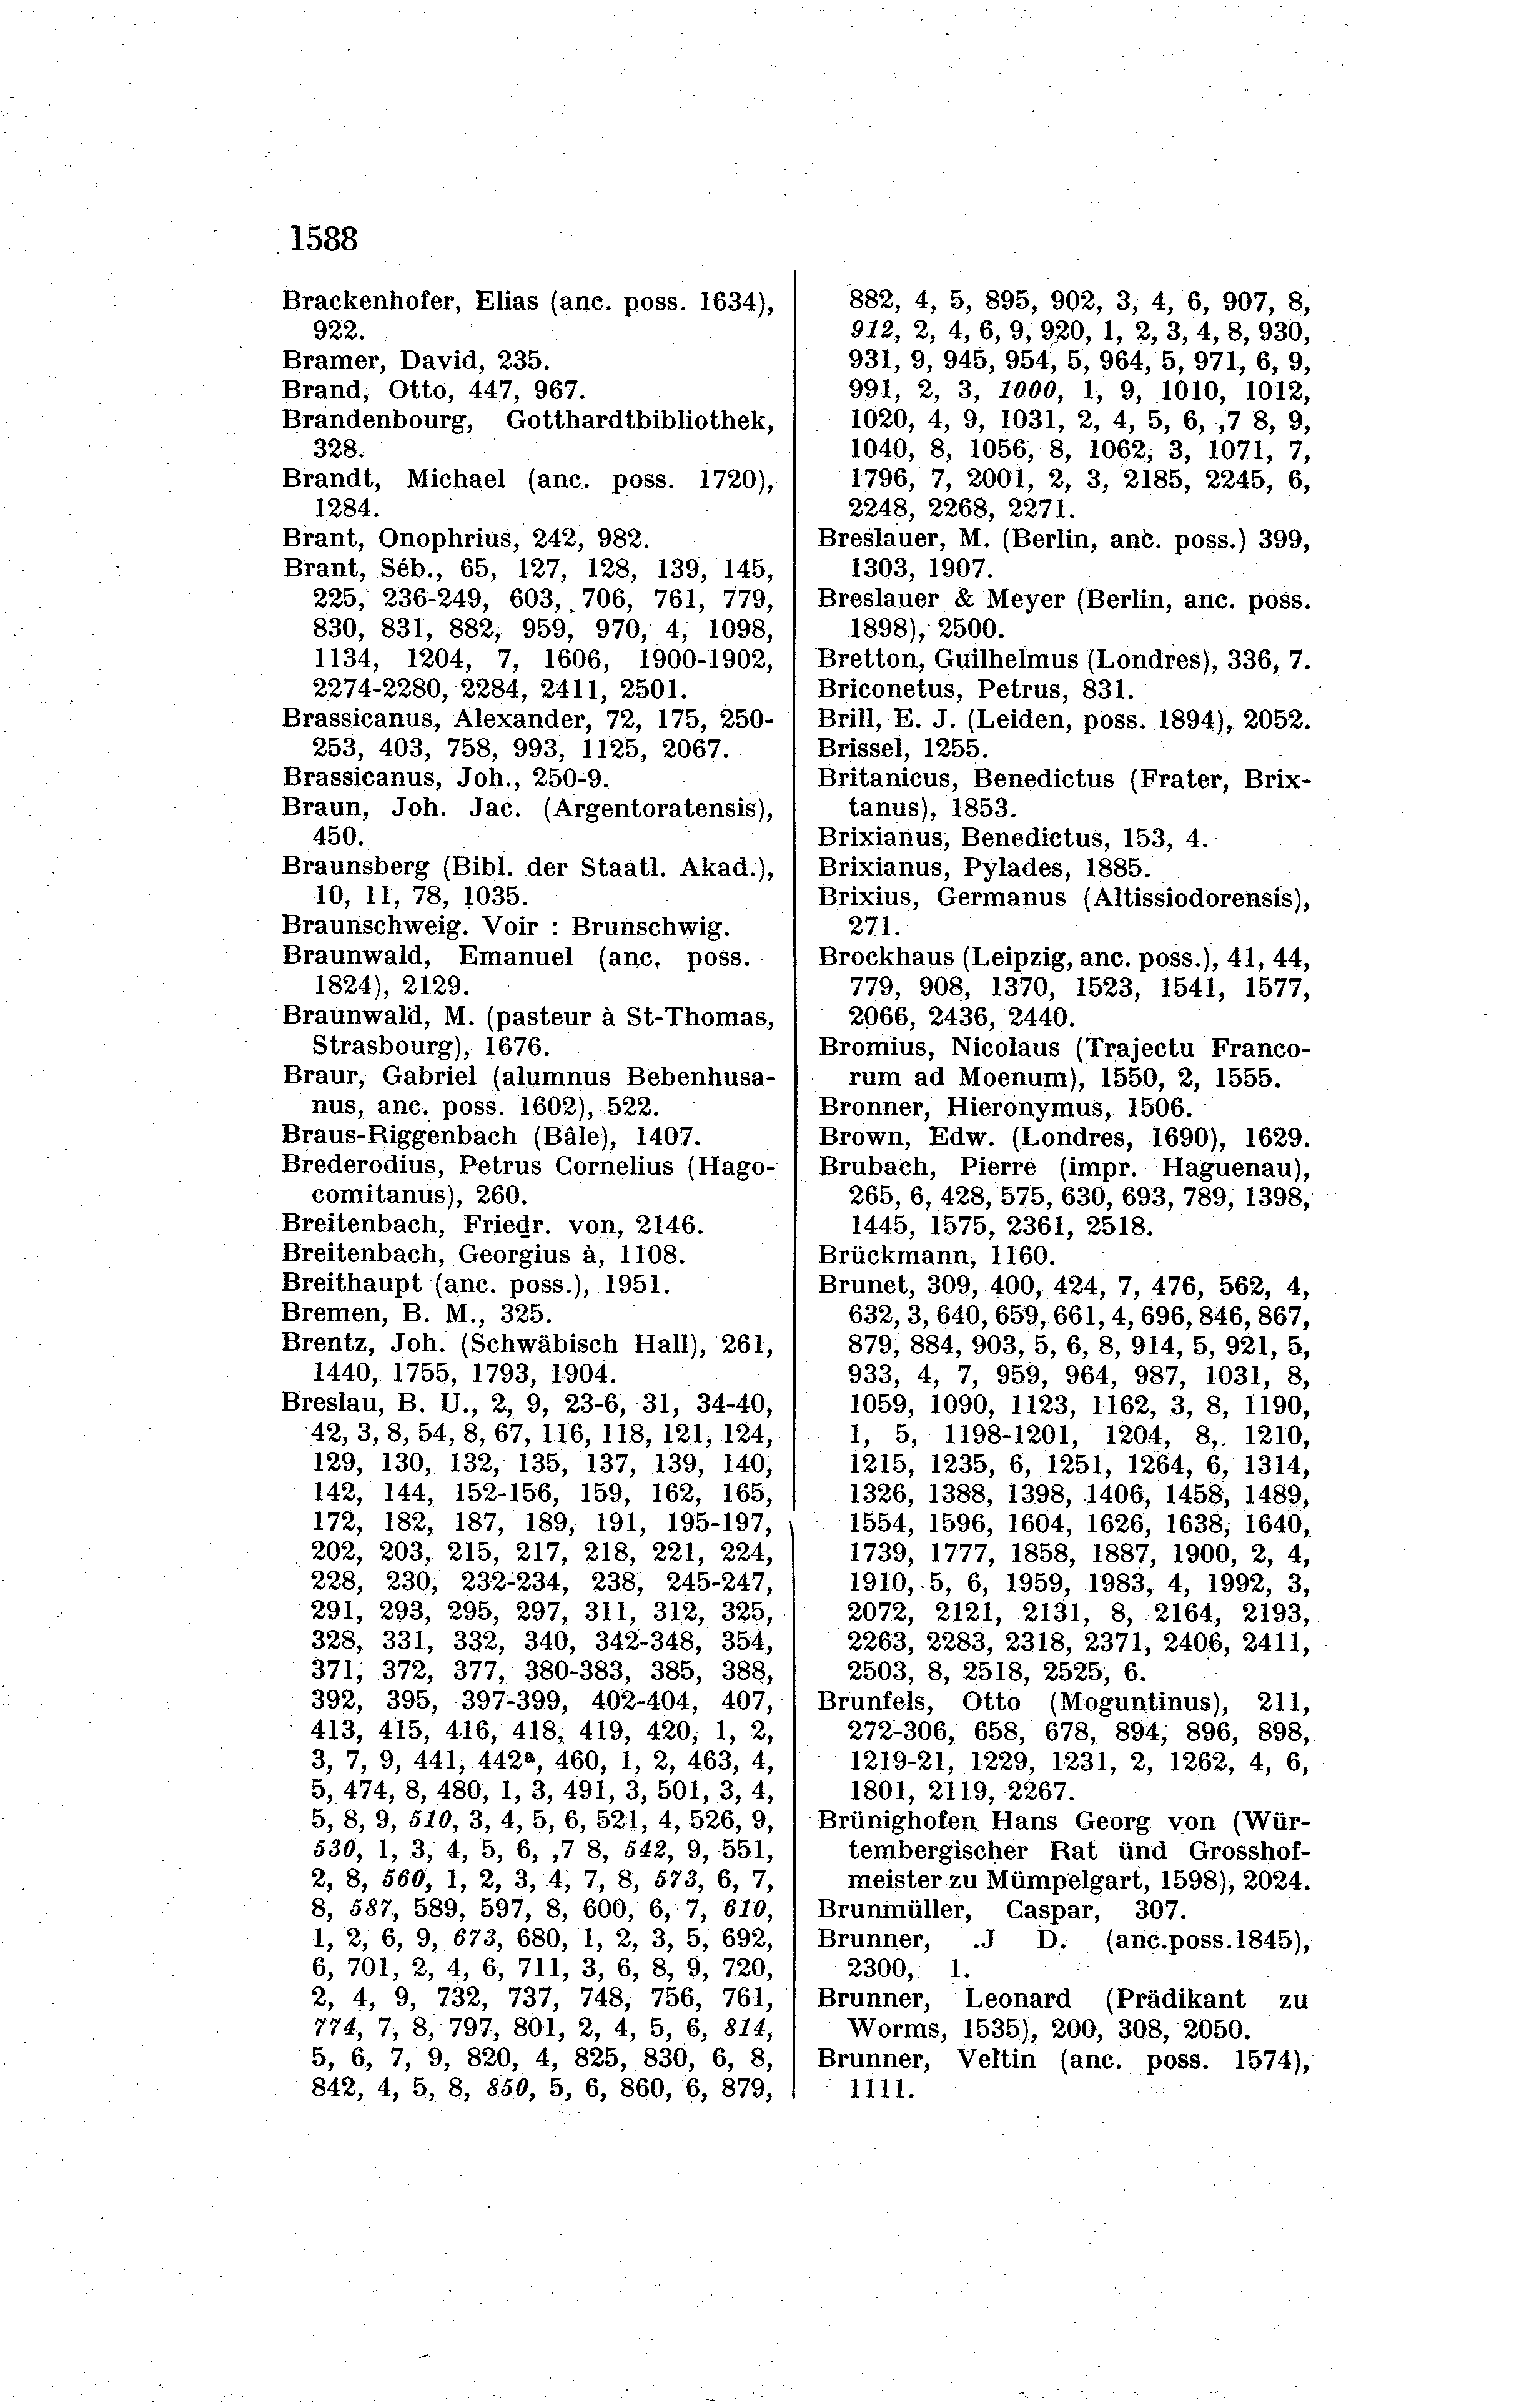 1588
Brackenhofer, Elias (anc. poss. 1634),
922.
Bramer, David, 235.
Brand, Otto, 447, 967.
Brandenbourg, Gotthardtbibliothek,
328.
Brandt, Michael (anc. poss. 1720),
1284.
Brant, Onophrius, 242, 982.
Brant, Séb., 65, 127, 128, 139, 145,
225, 236-249, 603, 706, 761, 779,
830, 831, 882, 959, 970, 4, 1098,
1134, 1204, 7, 1606, 1900-1902,
2274-2280, 2284, 2411, 2501.
Brassicanus, Alexander, 72, 175, 250-
253, 403, 758, 993, 1125, 2067.
Brassicanus, Joh., 250-9.
Braun, Joh. Jac. (Argentoratensis),
450.
Braunsberg (Bibl. der Staatl. Akad.),
10, 11, 78, 1035.
Braunschweig. Voir : Brunschwig.
Braunwald, Emanuel (anc. poss.
1824), 2129.
Braunwald, M. (pasteur à St-Thomas,
Strasbourg), 1676.
Braur, Gabriel (alumnus Bebenhusa-
nus, anc. poss. 1602), 522.
Braus-Riggenbach (Bâle), 1407.
Brederodius, Petrus Cornelius (Hago-
comitanus), 260.
Breitenbach, Friedr. von, 2146.
Breitenbach, Georgius à, 1108.
Breithaupt (anc. poss.), 1951.
Bremen, B. M., 325.
Brentz, Joh. (Schwäbisch Hall), 261,
1440, 1755, 1793, 1904.
Breslau, B. U., 2, 9, 23-6, 31, 34-40,
42, 3, 8, 54, 8, 67, 116, 118, 121, 124,
129, 130, 132, 135, 137, 139, 140,
142, 144, 152-156, 159, 162, 165,
172, 182, 187, 189, 191, 195-197,
202, 203, 215, 217, 218, 221, 224,
228, 230, 232-234, 238, 245-247,
291, 293, 295, 297, 311, 312, 325,
328, 331, 332, 340, 342-348, 354,
371, 372, 377, 380-383, 385, 388,
392, 395, 397-399, 402-404, 407,
413, 415, 416, 418, 419, 420, 1, 2,
3, 7, 9, 441, 442ª, 460, 1, 2, 463, 4,
5, 474, 8, 480, 1, 3, 491, 3, 501, 3, 4,
5, 8, 9, 510, 3, 4, 5, 6, 521, 4, 526, 9,
530, 1, 3, 4, 5, 6, ,7 8, 542, 9, 551,
2, 8, 560, 1, 2, 3, 4, 7, 8, 573, 6, 7,
8, 587, 589, 597, 8, 600, 6, 7, 610,
1, 2, 6, 9, 673, 680, 1, 2, 3, 5, 692,
6, 701, 2, 4, 6, 711, 3, 6, 8, 9, 720,
2, 4, 9, 732, 737, 748, 756, 761,
774, 7, 8, 797, 801, 2, 4, 5, 6, 814,
5, 6, 7, 9, 820, 4, 825, 830, 6, 8,
842, 4, 5, 8, 850, 5, 6, 860, 6, 879,
882, 4, 5, 895, 902, 3, 4, 6, 907, 8,
912, 2, 4, 6, 9, 920, 1, 2, 3, 4, 8, 930,
931, 9, 945, 954, 5, 964, 5, 971, 6, 9,
991, 2, 3, 1000, 1, 9, 1010, 1012,
1020, 4, 9, 1031, 2, 4, 5, 6, ,7 8, 9,
1040, 8, 1056, 8, 1062, 3, 1071, 7,
1796, 7, 2001, 2, 3, 2185, 2245, 6,
2248, 2268, 2271.
Breslauer, M. (Berlin, anc. poss.) 399,
1303, 1907.
Breslauer & Meyer (Berlin, anc. poss.
1898), 2500.
Bretton, Guilhelmus (Londres), 336, 7.
Briconetus, Petrus, 831.
Brill, E. J. (Leiden, poss. 1894), 2052.
Brissel, 1255.
Britanicus, Benedictus (Frater, Brix-
tanus), 1853.
Brixianus, Benedictus, 153, 4.
Brixianus, Pylades, 1885.
Brixius, Germanus (Altissiodorensis),
271.
Brockhaus (Leipzig, anc. poss.), 41, 44,
779, 908, 1370, 1523, 1541, 1577,
2066, 2436, 2440.
Bromius, Nicolaus (Trajectu Franco-
rum ad Moenum), 1550, 2, 1555.
Bronner, Hieronymus, 1506.
Brown, Edw. (Londres, 1690), 1629.
Brubach, Pierre (impr. Haguenau),
265, 6, 428, 575, 630, 693, 789, 1398,
1445, 1575, 2361, 2518.
Brückmann, 1160.
Brunet, 309, 400, 424, 7, 476, 562, 4,
632, 3, 640, 659, 661, 4, 696, 846, 867,
879, 884, 903, 5, 6, 8, 914, 5, 921, 5,
933, 4, 7, 959, 964, 987, 1031, 8,
1059, 1090, 1123, 1162, 3, 8, 1190,
1, 5, 1198-1201, 1204, 8, 1210,
1215, 1235, 6, 1251, 1264, 6, 1314,
1326, 1388, 1398, 1406, 1458, 1489,
1554, 1596, 1604, 1626, 1638, 1640,
1739, 1777, 1858, 1887, 1900, 2, 4,
1910, 5, 6, 1959, 1983, 4, 1992, 3,
2072, 2121, 2131, 8, 2164, 2193,
2263, 2283, 2318, 2371, 2406, 2411,
2503, 8, 2518, 2525, 6.
Brunfels, Otto (Moguntinus), 211,
272-306, 658, 678, 894, 896, 898,
1219-21, 1229, 1231, 2, 1262, 4, 6,
1801, 2119, 2267.
Brünighofen Hans Georg von (Wür-
tembergischer Rat ünd Grosshof-
meister zu Mümpelgart, 1598), 2024.
Brunmüller, Caspar, 307.
Brunner, .J D. (anc.poss.1845),
2300, 1.
Brunner, Leonard (Prädikant zu
Worms, 1535), 200, 308, 2050.
Brunner, Veltin (anc. poss. 1574),
1111.